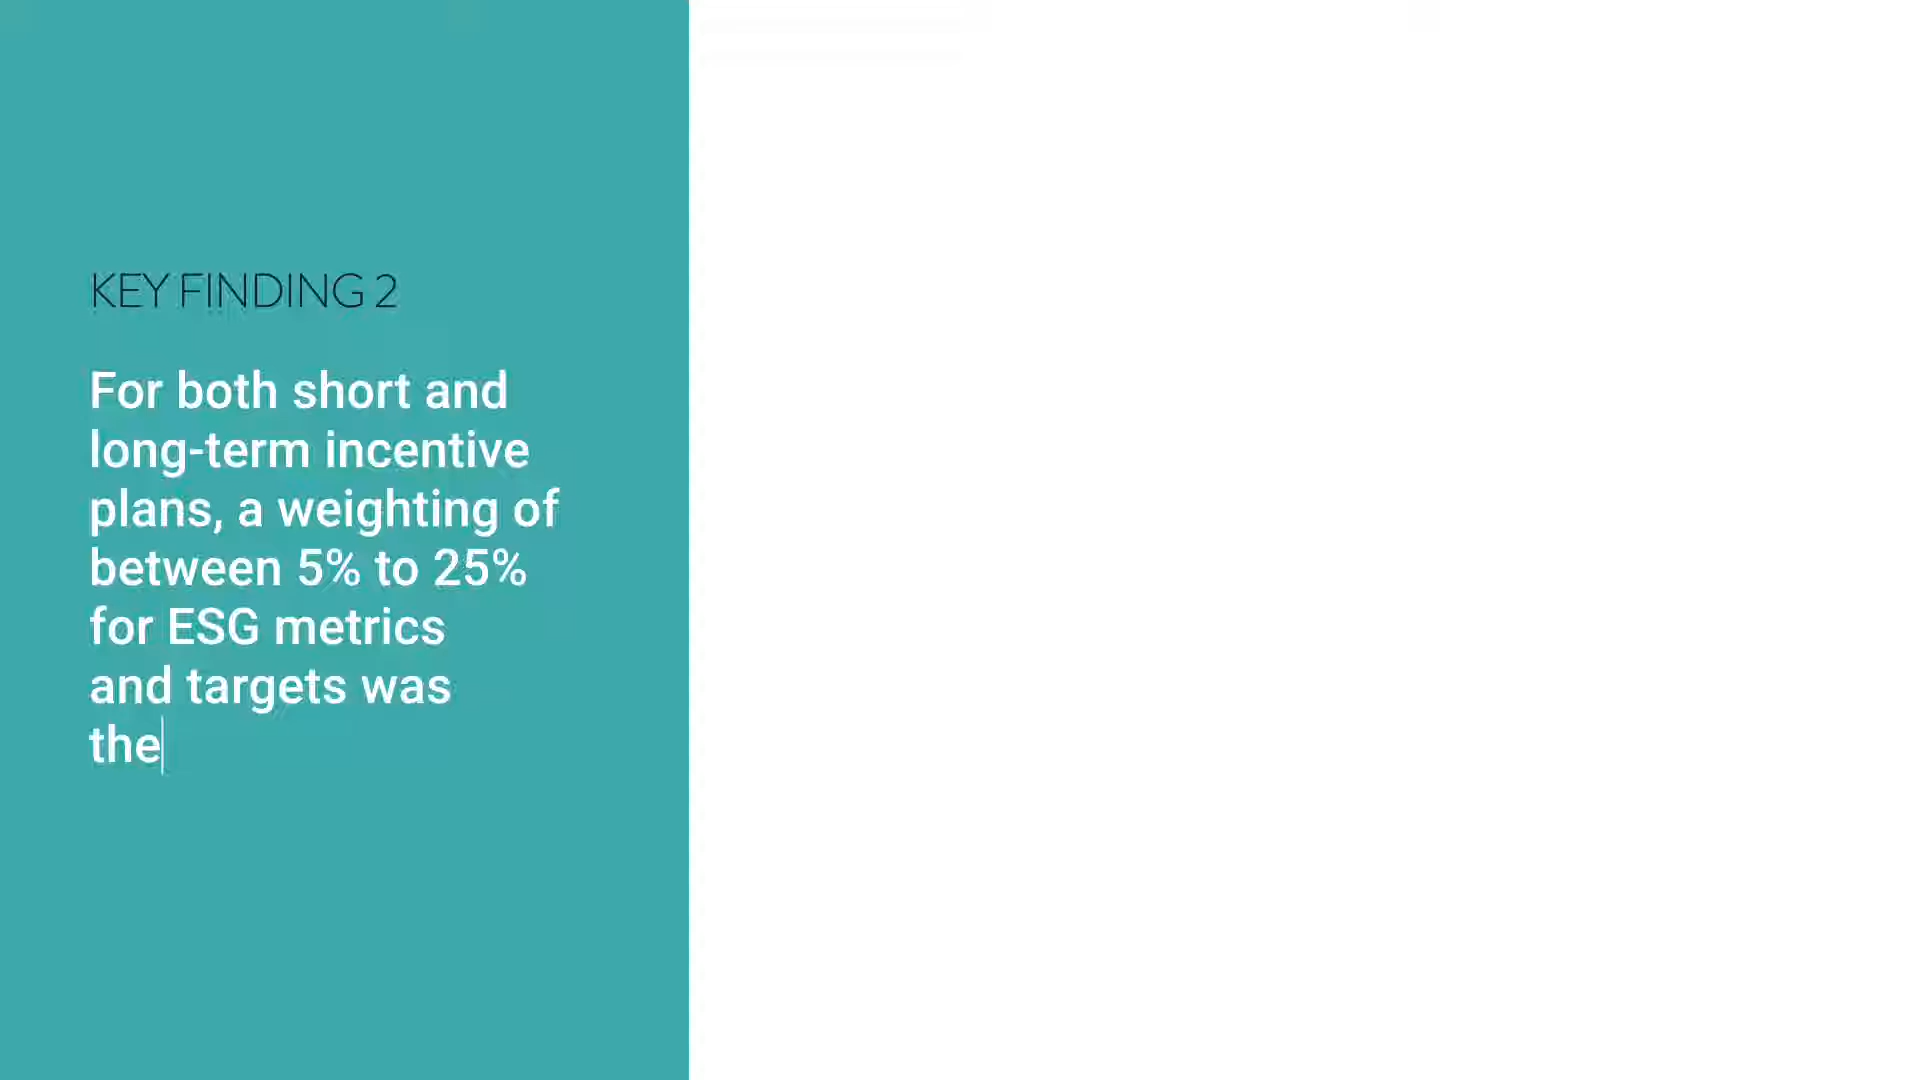 KEY FINDING 2
For both short and
long-term incentive
plans, a weighting of
between 5% to 25%
for ESG metrics
and targets was
the